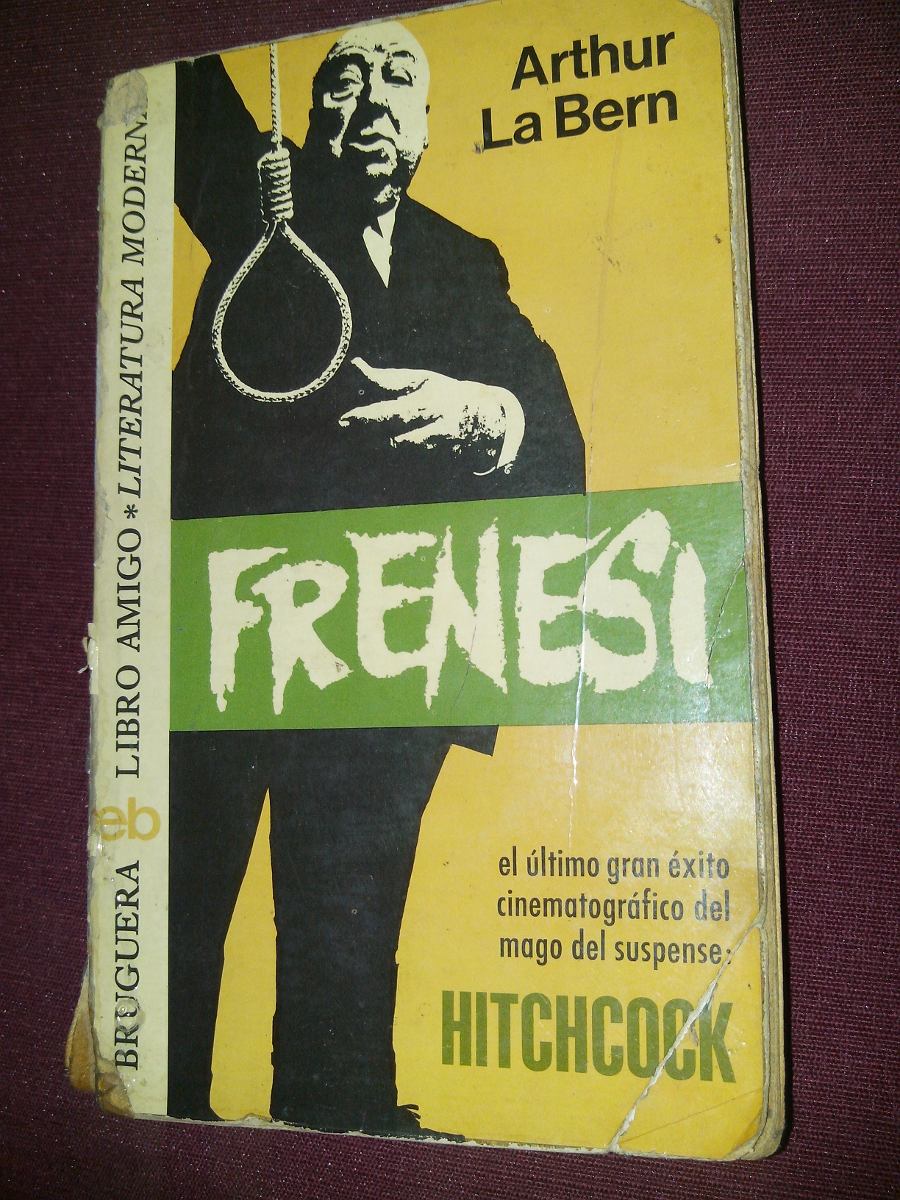 Arthur
La Bern
FRENESI
el último gran éxito
cinematográfico del
mago del suspense:
HITCHCOCK
BRUGUERA eb LIBRO AMIGO * LITERATURA MODERN